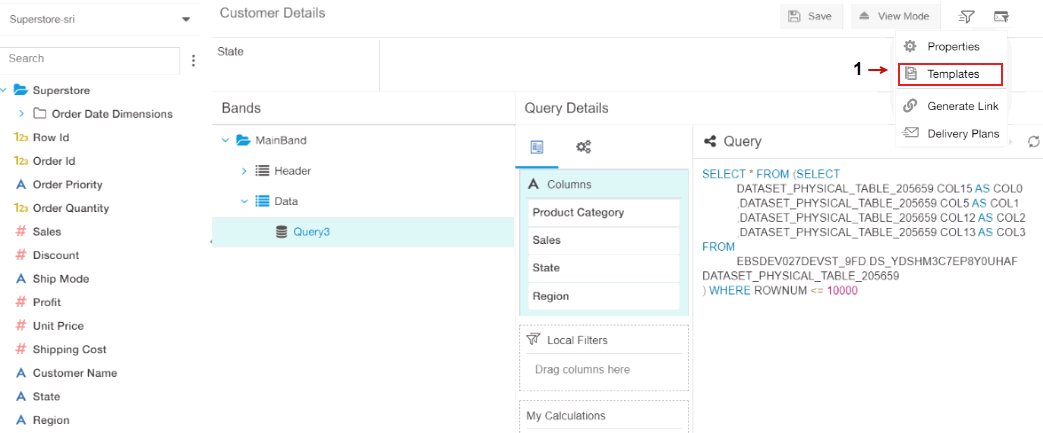 Superstore-sri
Customer Details
Save
View Mode
Search
State
Properties
1
Templates
Generate Link
Delivery Plans
Superstore
Order Date Dimensions
123 Row Id
123 Order Id
A Order Priority
123 Order Quantity
# Sales
# Discount
A Ship Mode
# Profit
# Unit Price
# Shipping Cost
A Customer Name
A State
A Region
Bands
MainBand
Header
Data
Query3
Query Details
A Columns
Product Category
Sales
State
Region
Local Filters
Drag columns here
My Calculations
Query
SELECT * FROM (SELECT
DATASET_PHYSICAL_TABLE_205659 COL15 AS COL0
,DATASET_PHYSICAL_TABLE_205659 COL5 AS COL1
,DATASET_PHYSICAL_TABLE_205659 COL12 AS COL2
,DATASET_PHYSICAL_TABLE_205659 COL13 AS COL3
FROM
EBSDEV027DEVST_9FD DS_YDSHM3C7EP8Y0UHAF
DATASET_PHYSICAL_TABLE_205659
) WHERE ROWNUM <= 10000